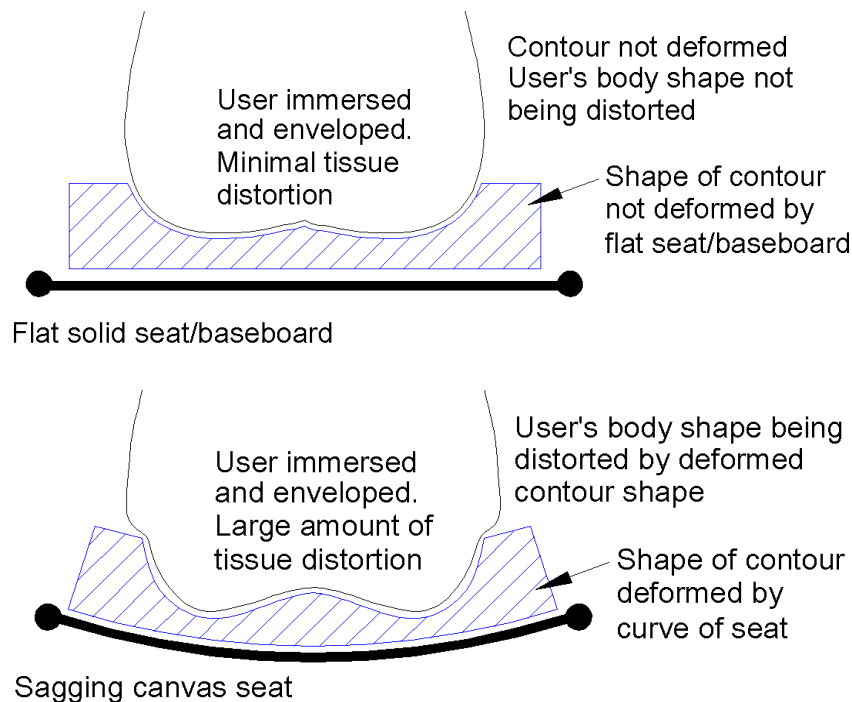 Contour not deformed
User's body shape not
being distorted
User immersed
and enveloped.
Minimal tissue
distortion
Shape of contour
not deformed by
flat seat/baseboard
Flat solid seat/baseboard
User's body shape being
distorted by deformed
contour shape
User immersed
and enveloped.
Large amount of
tissue distortion
Shape of contour
deformed by
curve of seat
Sagging canvas seat